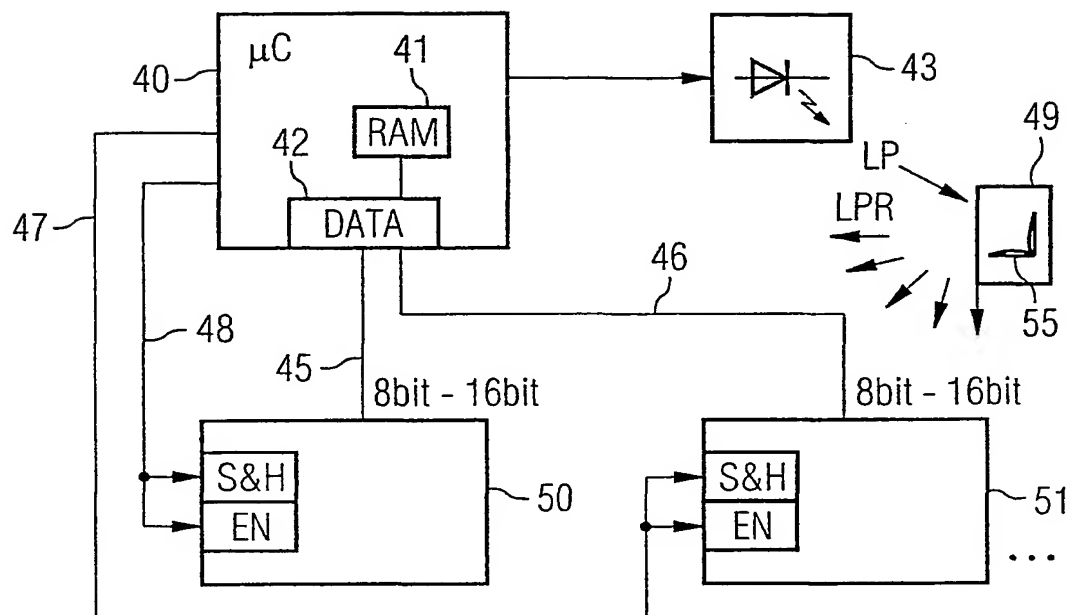 μC
40
41
RAM
42
DATA
43
49
LP
LPR
55
47
48
45
46
8bit - 16bit
8bit - 16bit
S&H
EN
50
S&H
EN
51
...